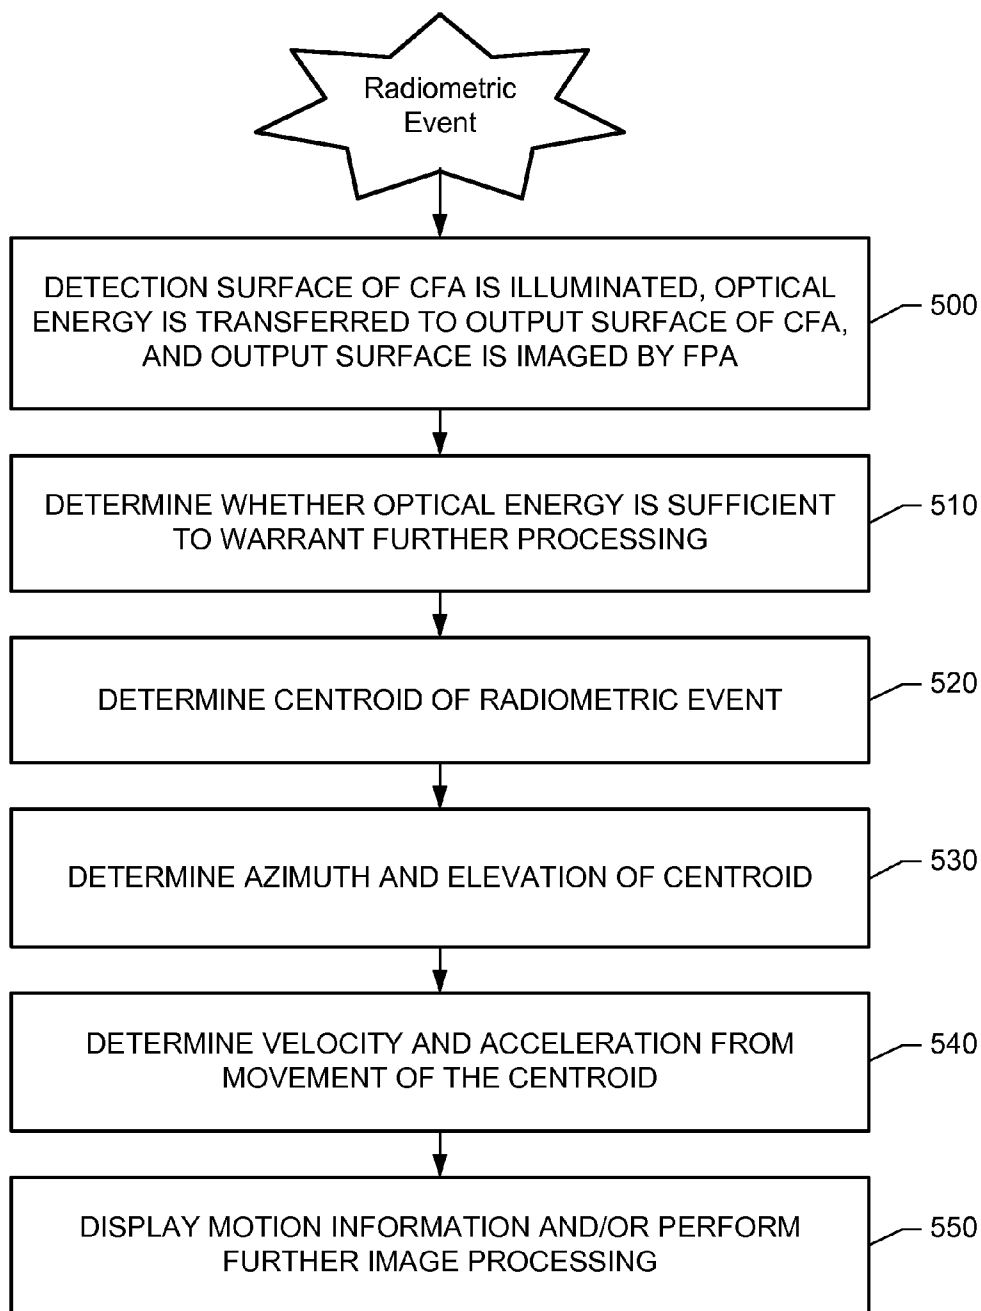 Radiometric
Event
DETECTION SURFACE OF CFA IS ILLUMINATED, OPTICAL
ENERGY IS TRANSFERRED TO OUTPUT SURFACE OF CFA,
AND OUTPUT SURFACE IS IMAGED BY FPA
500
DETERMINE WHETHER OPTICAL ENERGY IS SUFFICIENT
TO WARRANT FURTHER PROCESSING
510
DETERMINE CENTROID OF RADIOMETRIC EVENT
520
DETERMINE AZIMUTH AND ELEVATION OF CENTROID
530
DETERMINE VELOCITY AND ACCELERATION FROM
MOVEMENT OF THE CENTROID
540
DISPLAY MOTION INFORMATION AND/OR PERFORM
FURTHER IMAGE PROCESSING
550